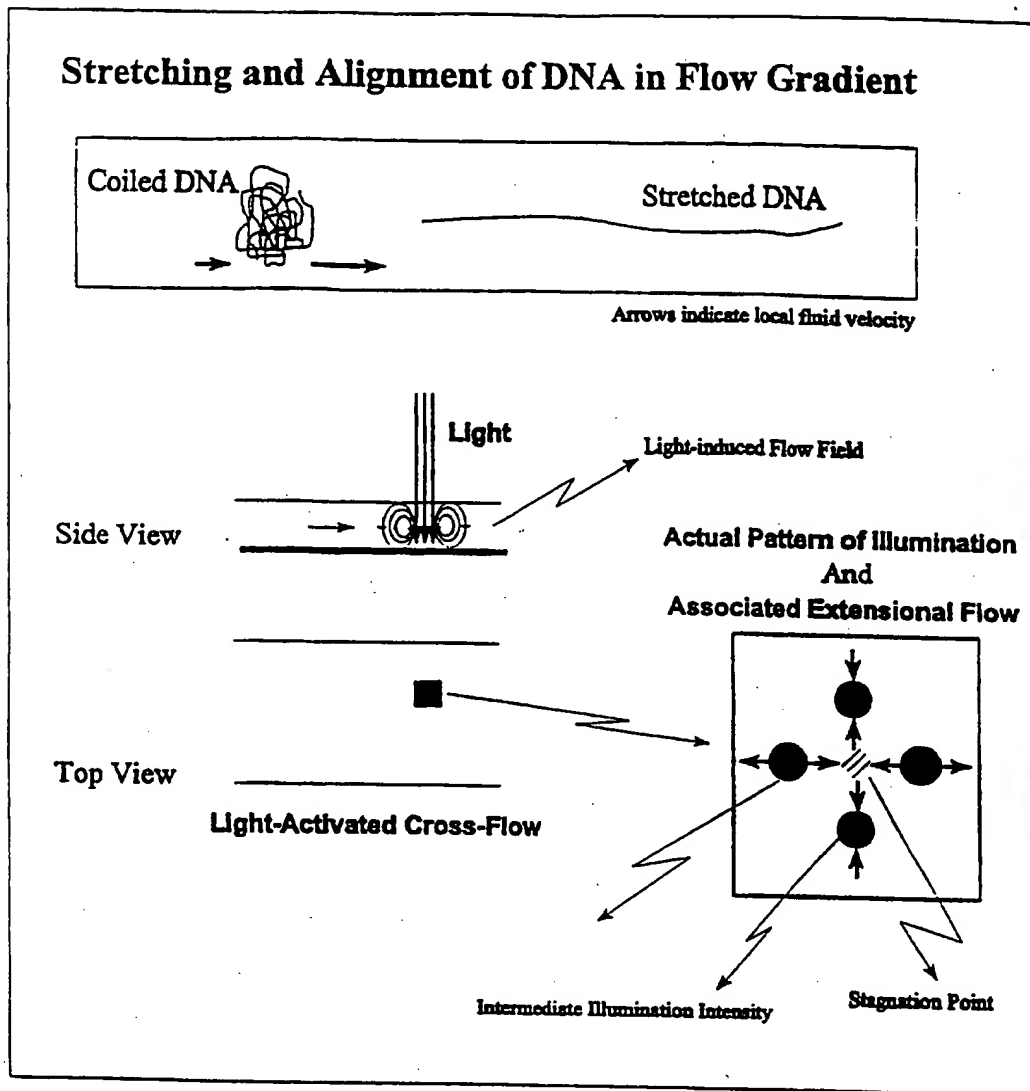 Stretching and Alignment of DNA in Flow Gradient
Coiled DNA
Stretched DNA
Arrows indicate local fluid velocity
Light
Light-induced Flow Field
Side View
Actual Pattern of Illumination
And
Associated Extensional Flow
Top View
Light-Activated Cross-Flow
Intermediate Illumination Intensity
Stagnation Point